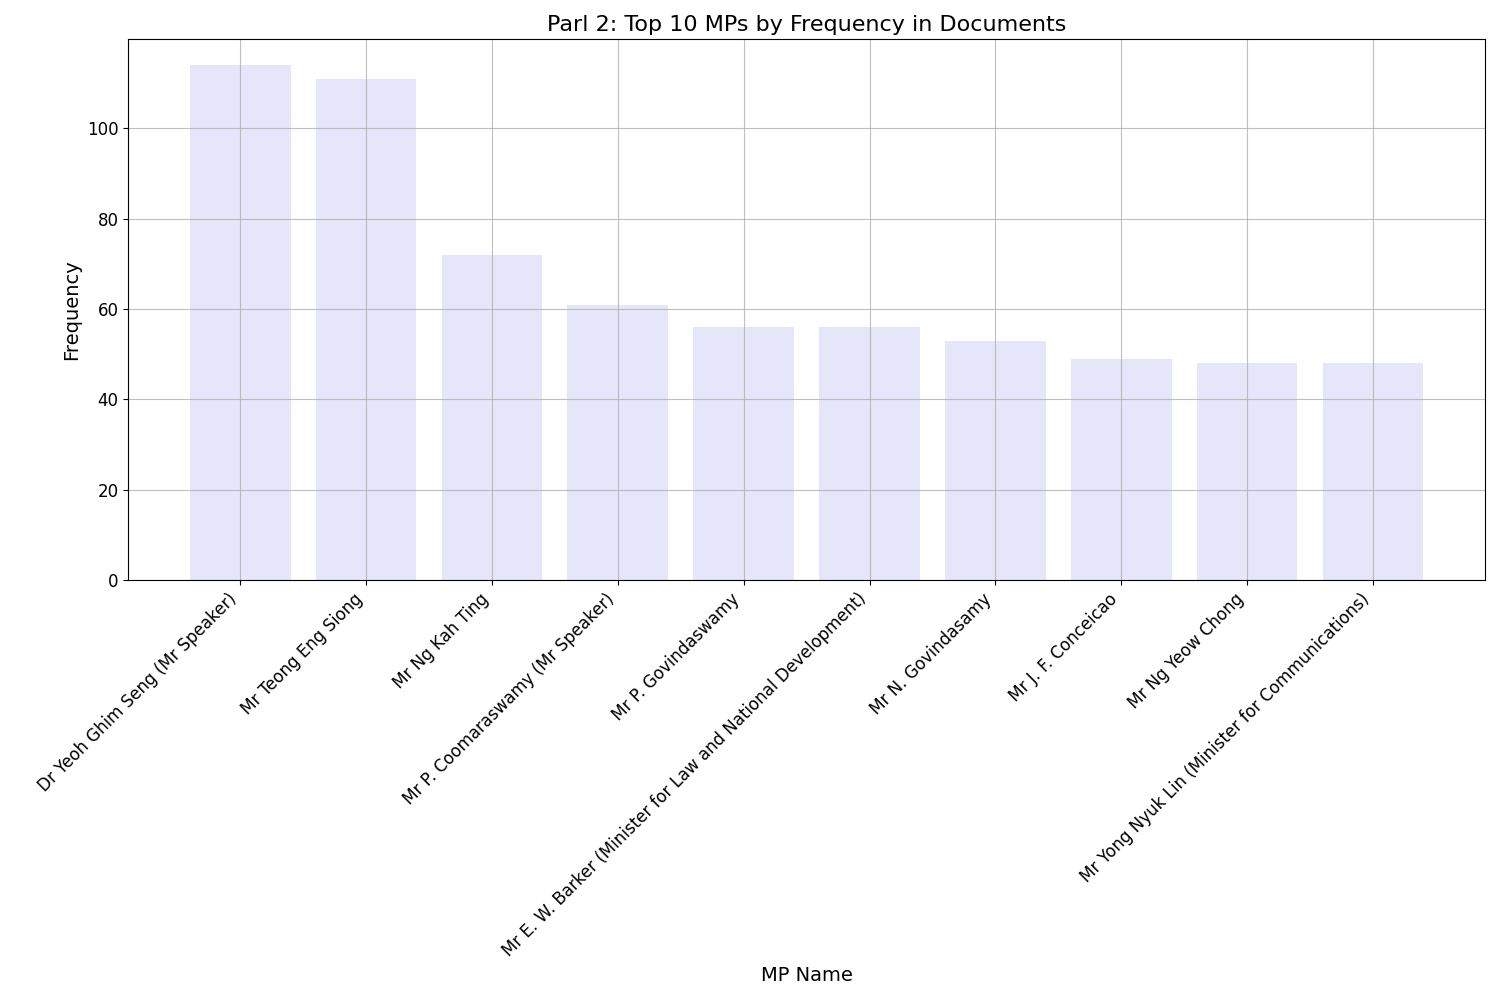 Parl 2: Top 10 MPs by Frequency in Documents
Frequency
100
80
60
40
20
0
Dr Yeoh Ghim Seng (Mr Speaker)
Mr Teong Eng Siong
Mr Ng Kah Ting
Mr P. Coomaraswamy (Mr Speaker)
Mr P. Govindaswamy
Mr E. W. Barker (Minister for Law and National Development)
Mr N. Govindasamy
Mr J. F. Conceicao
Mr Ng Yeow Chong
Mr Yong Nyuk Lin (Minister for Communications)
MP Name